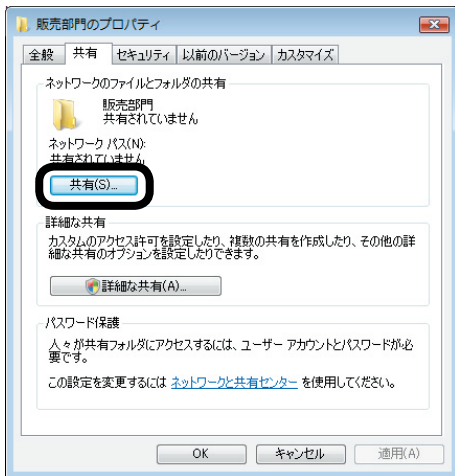 販売部門のプロパティ
全般 共有 セキュリティ 以前のバージョン カスタマイズ
ネットワークのファイルとフォルダの共有
販売部門
共有されていません
ネットワーク パス(N):
共有されていません
共有(S)...
詳細な共有
カスタムのアクセス許可を設定したり、複数の共有を作成したり、その他の詳
細な共有のオプションを設定したりできます。
詳細な共有(A)...
パスワード保護
人々が共有フォルダにアクセスするには、ユーザー アカウントとパスワードが必
要です。
この設定を変更するには ネットワークと共有センター を使用してください。
OK キャンセル 適用(A)